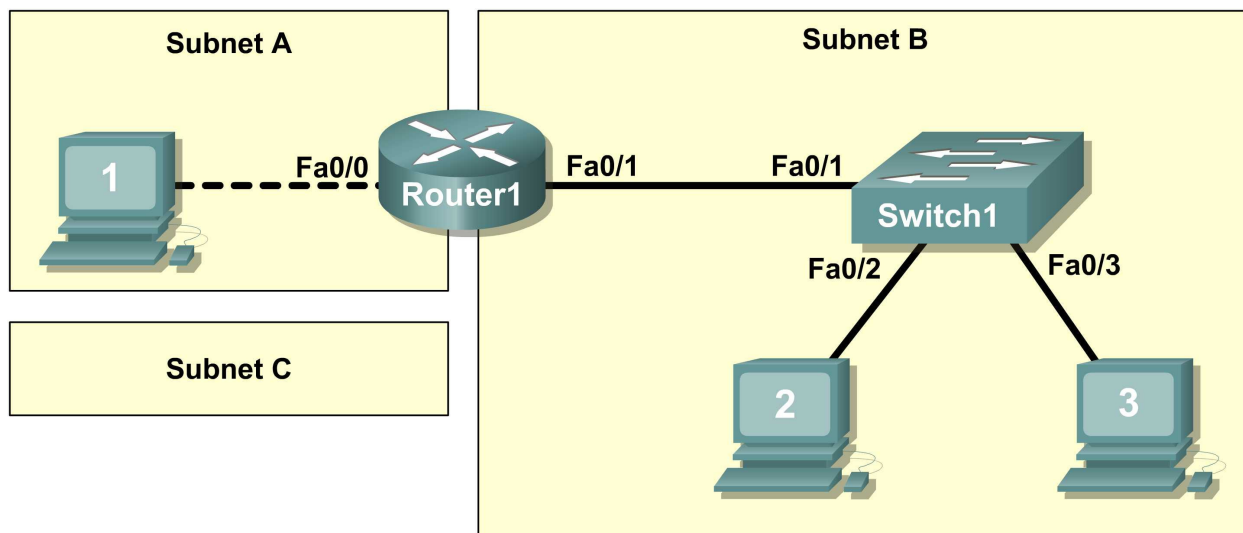 Subnet A
Subnet B
1
Fa0/0
Router1
Fa0/1
Fa0/1
Switch1
Fa0/2
Fa0/3
Subnet C
2
3